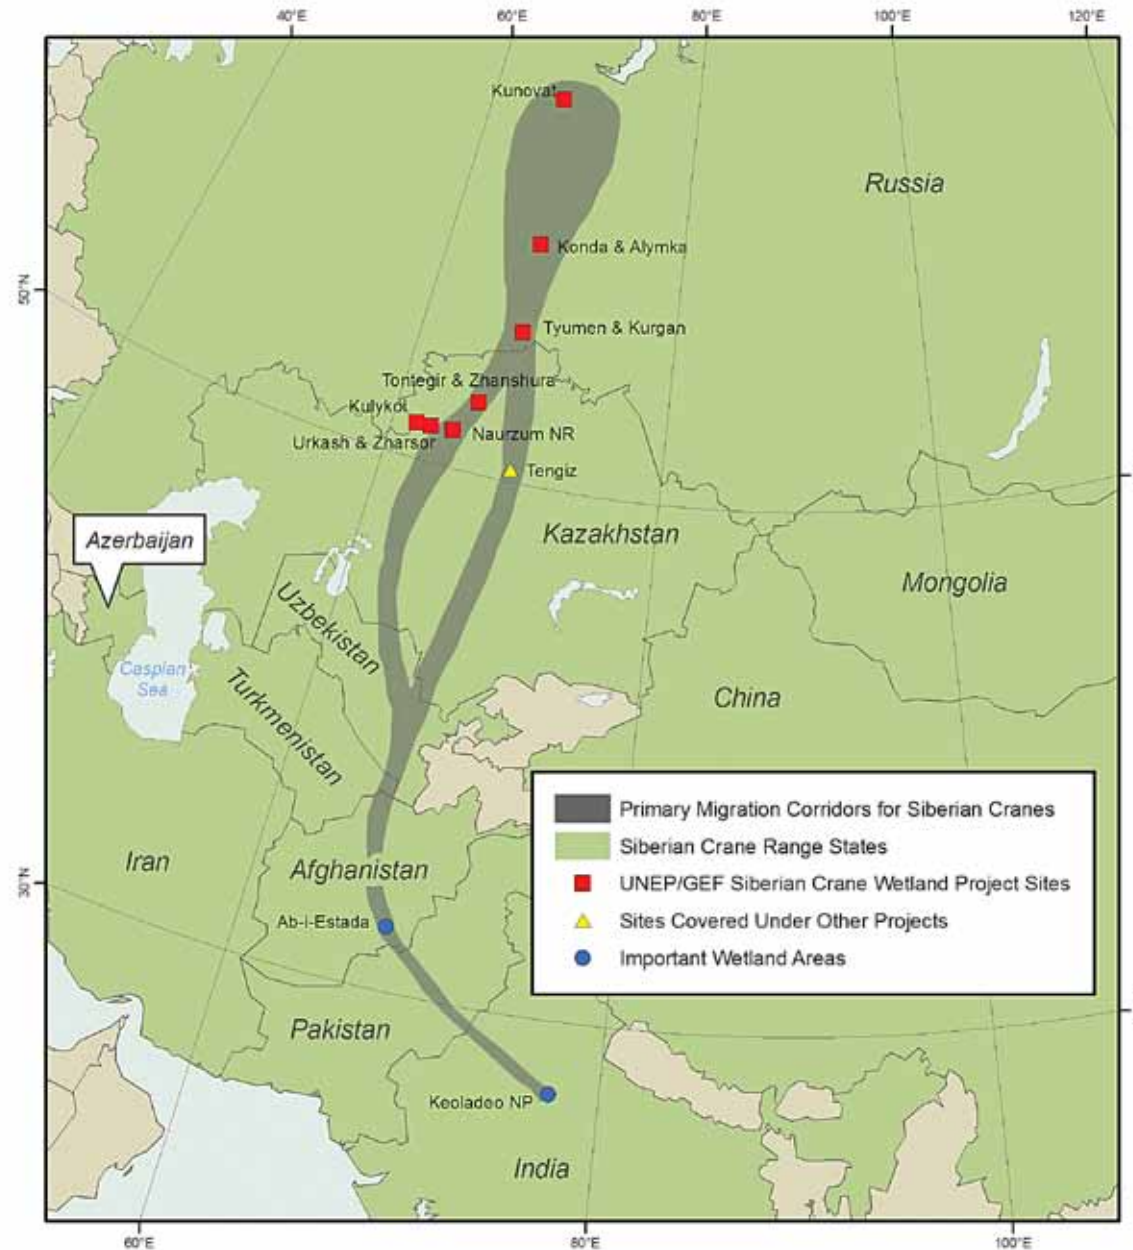 40°E
60°E
80°E
100°E
120°E
Kunovat
Russia
Konda & Alymka
50°N
Tyumen & Kurgan
Tontegir & Zhanshura
Kulykol
Urkash & Zharsor
Naurzum NR
Tengiz
Kazakhstan
Azerbaijan
Mongolia
Uzbekistan
Caspian
Sea
Turkmenistan
China
Primary Migration Corridors for Siberian Cranes
Siberian Crane Range States
UNEP/GEF Siberian Crane Wetland Project Sites
Sites Covered Under Other Projects
Important Wetland Areas
Iran
Afghanistan
30°N
Ab-i-Estada
Pakistan
Keoladeo NP
India
60°E
80°E
100°E